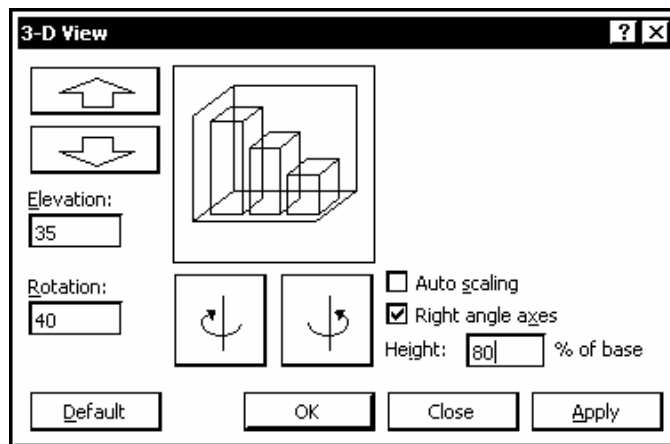 3-D View
Elevation:
35
Rotation:
40
Auto scaling
Right angle axes
Height: 80 % of base
Default OK Close Apply